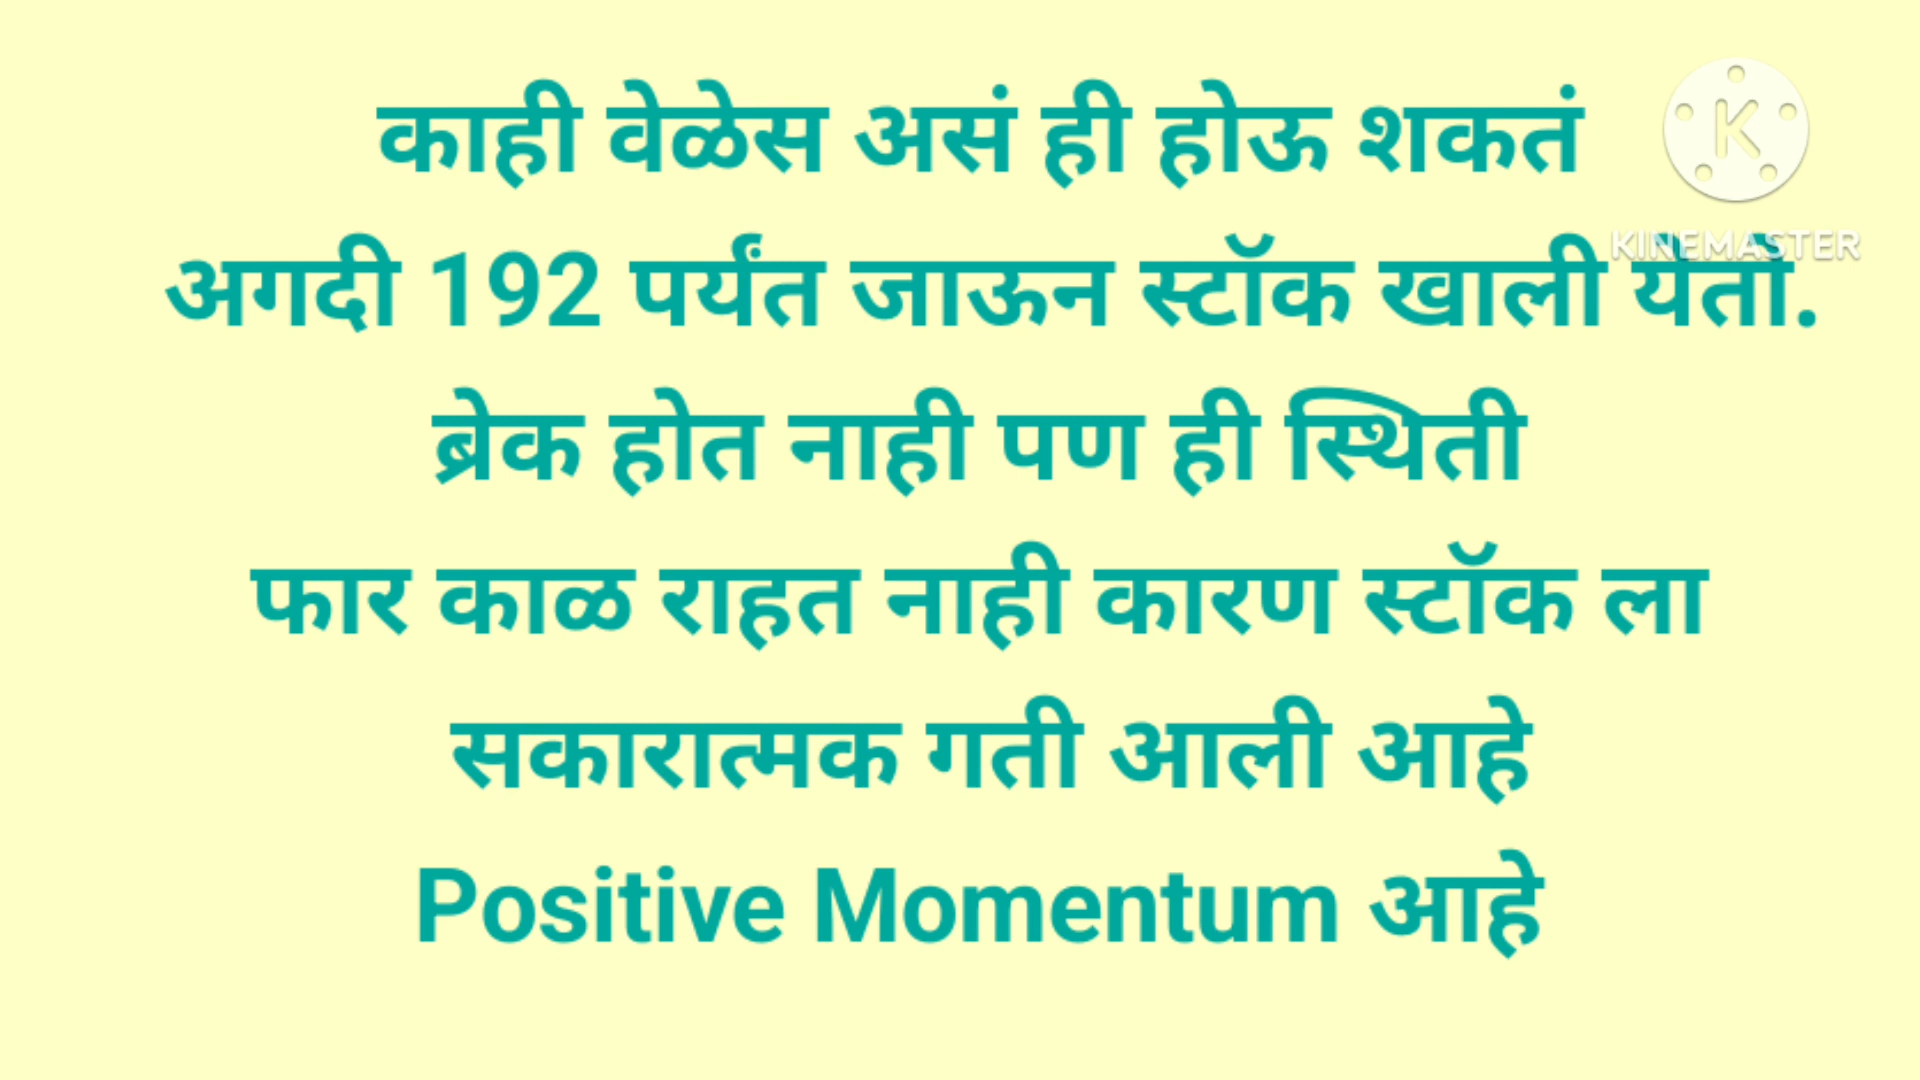 काही वेळेस असं ही होऊ शकतं
अगदी 192 पर्यंत जाऊन स्टॉक खाली येतो.
ब्रेक होत नाही पण ही स्थिती
फार काळ राहत नाही कारण स्टॉक ला
सकारात्मक गती आली आहे
Positive Momentum आहे
K
KINEMASTER